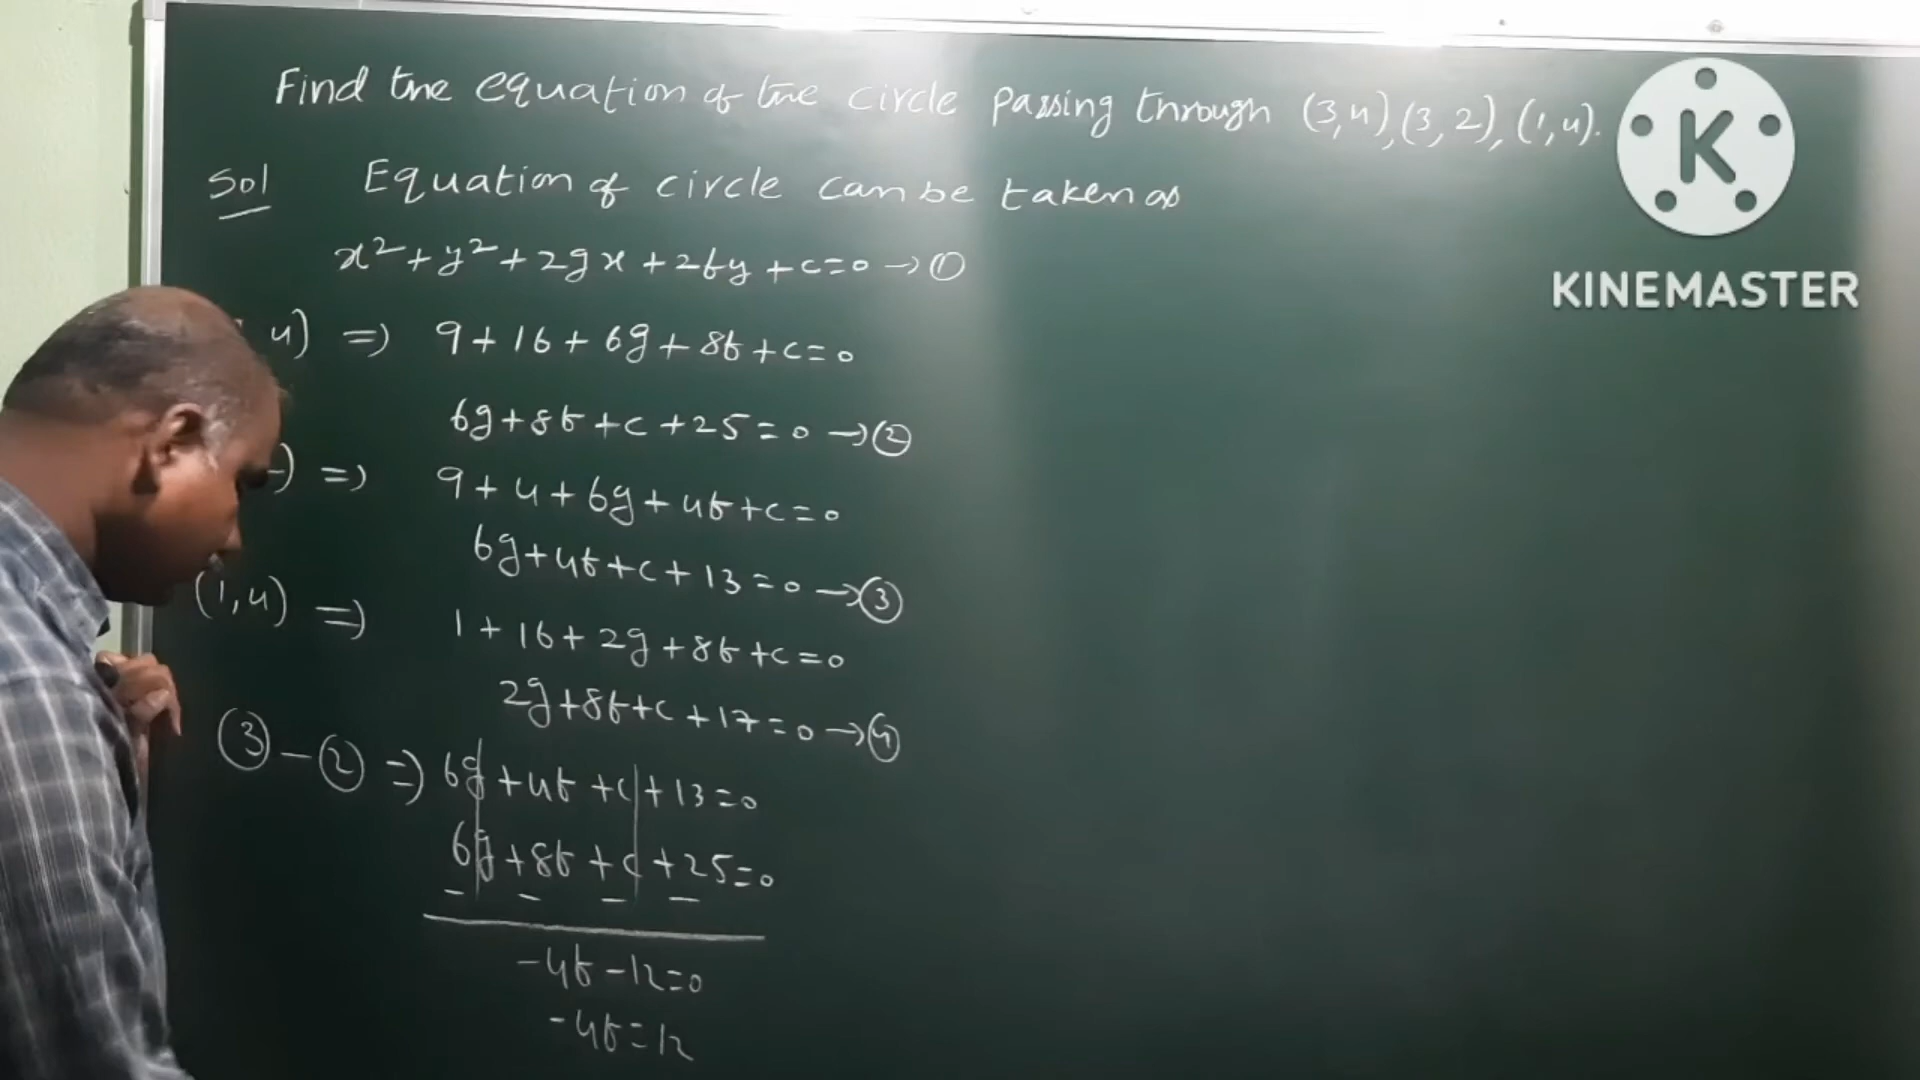 Find the equation of the circle passing through (3,4),(3,2),(1,4).
Sol Equation of circle can be taken as
x²+y²+2gx+2fy+c=0→①
4) ⇒ 9+16+6g+8f+c=0
6g+8f+c+25=0→②
) ⇒ 9+4+6g+4f+c=0
6g+4f+c+13=0→③
(1,4) ⇒ 1+16+2g+8f+c=0
2g+8f+c+17=0→④
③-②⇒ 6g+4f+c+13=0
6g+8f+c+25=0
- - - -
-4f-12=0
-4f=12
K
KINEMASTER